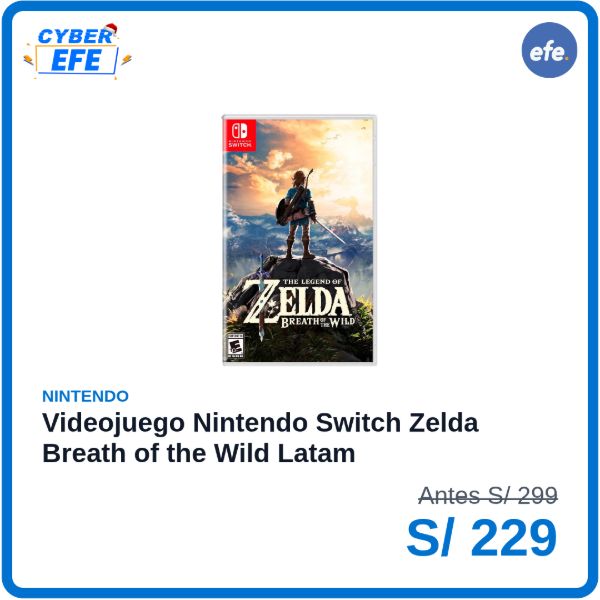 CYBER
EFE
efe.
NINTENDO
SWITCH
THE LEGEND OF
ZELDA
BREATH OF THE WILD
E
NINTENDO
Videojuego Nintendo Switch Zelda
Breath of the Wild Latam
Antes S/ 299
S/ 229